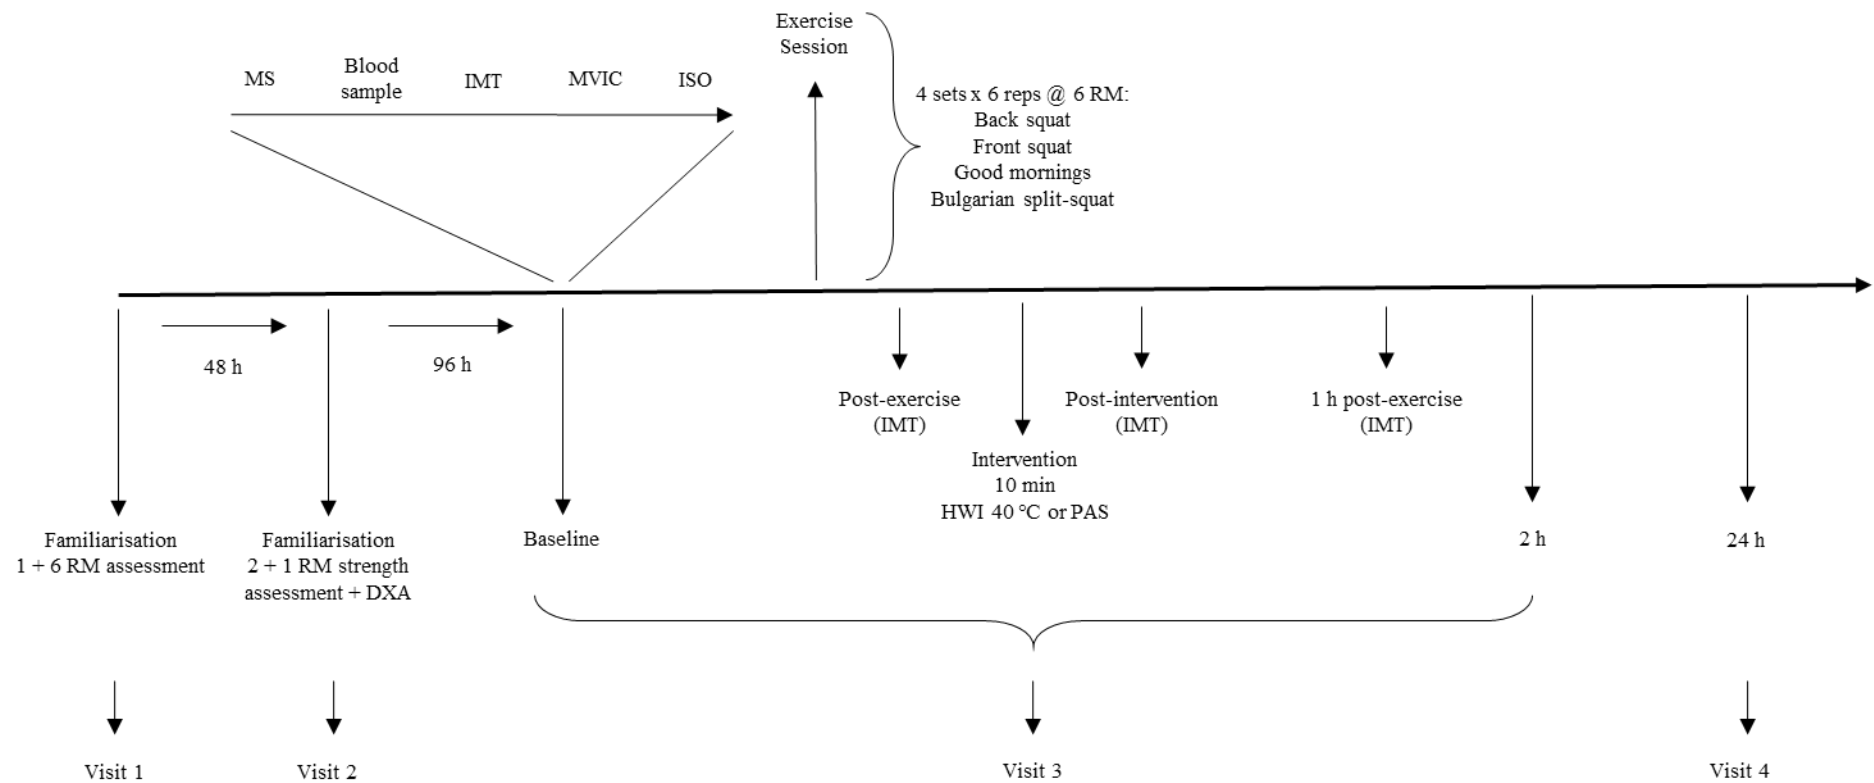 Exercise
Session
MS
Blood
sample
IMT
MVIC
ISO
4 sets x 6 reps @ 6 RM:
Back squat
Front squat
Good mornings
Bulgarian split-squat
48 h
96 h
Post-exercise
(IMT)
Intervention
10 min
HWI 40 °C or PAS
Post-intervention
(IMT)
1 h post-exercise
(IMT)
Familiarisation
1 + 6 RM assessment
Familiarisation
2 + 1 RM strength
assessment + DXA
Baseline
2 h
24 h
Visit 1
Visit 2
Visit 3
Visit 4